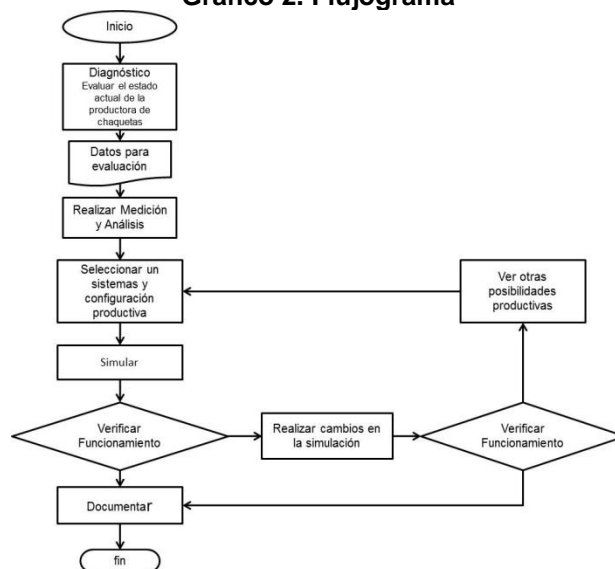 Gráfico 2. Flujograma
Inicio
Diagnóstico
Evaluar el estado
actual de la
productora de
chaquetas
Datos para
evaluación
Realizar Medición
y Análisis
Seleccionar un
sistemas y
configuración
productiva
Ver otras
posibilidades
productivas
Simular
Verificar
Funcionamiento
Realizar cambios en
la simulación
Verificar
Funcionamiento
Documentar
fin